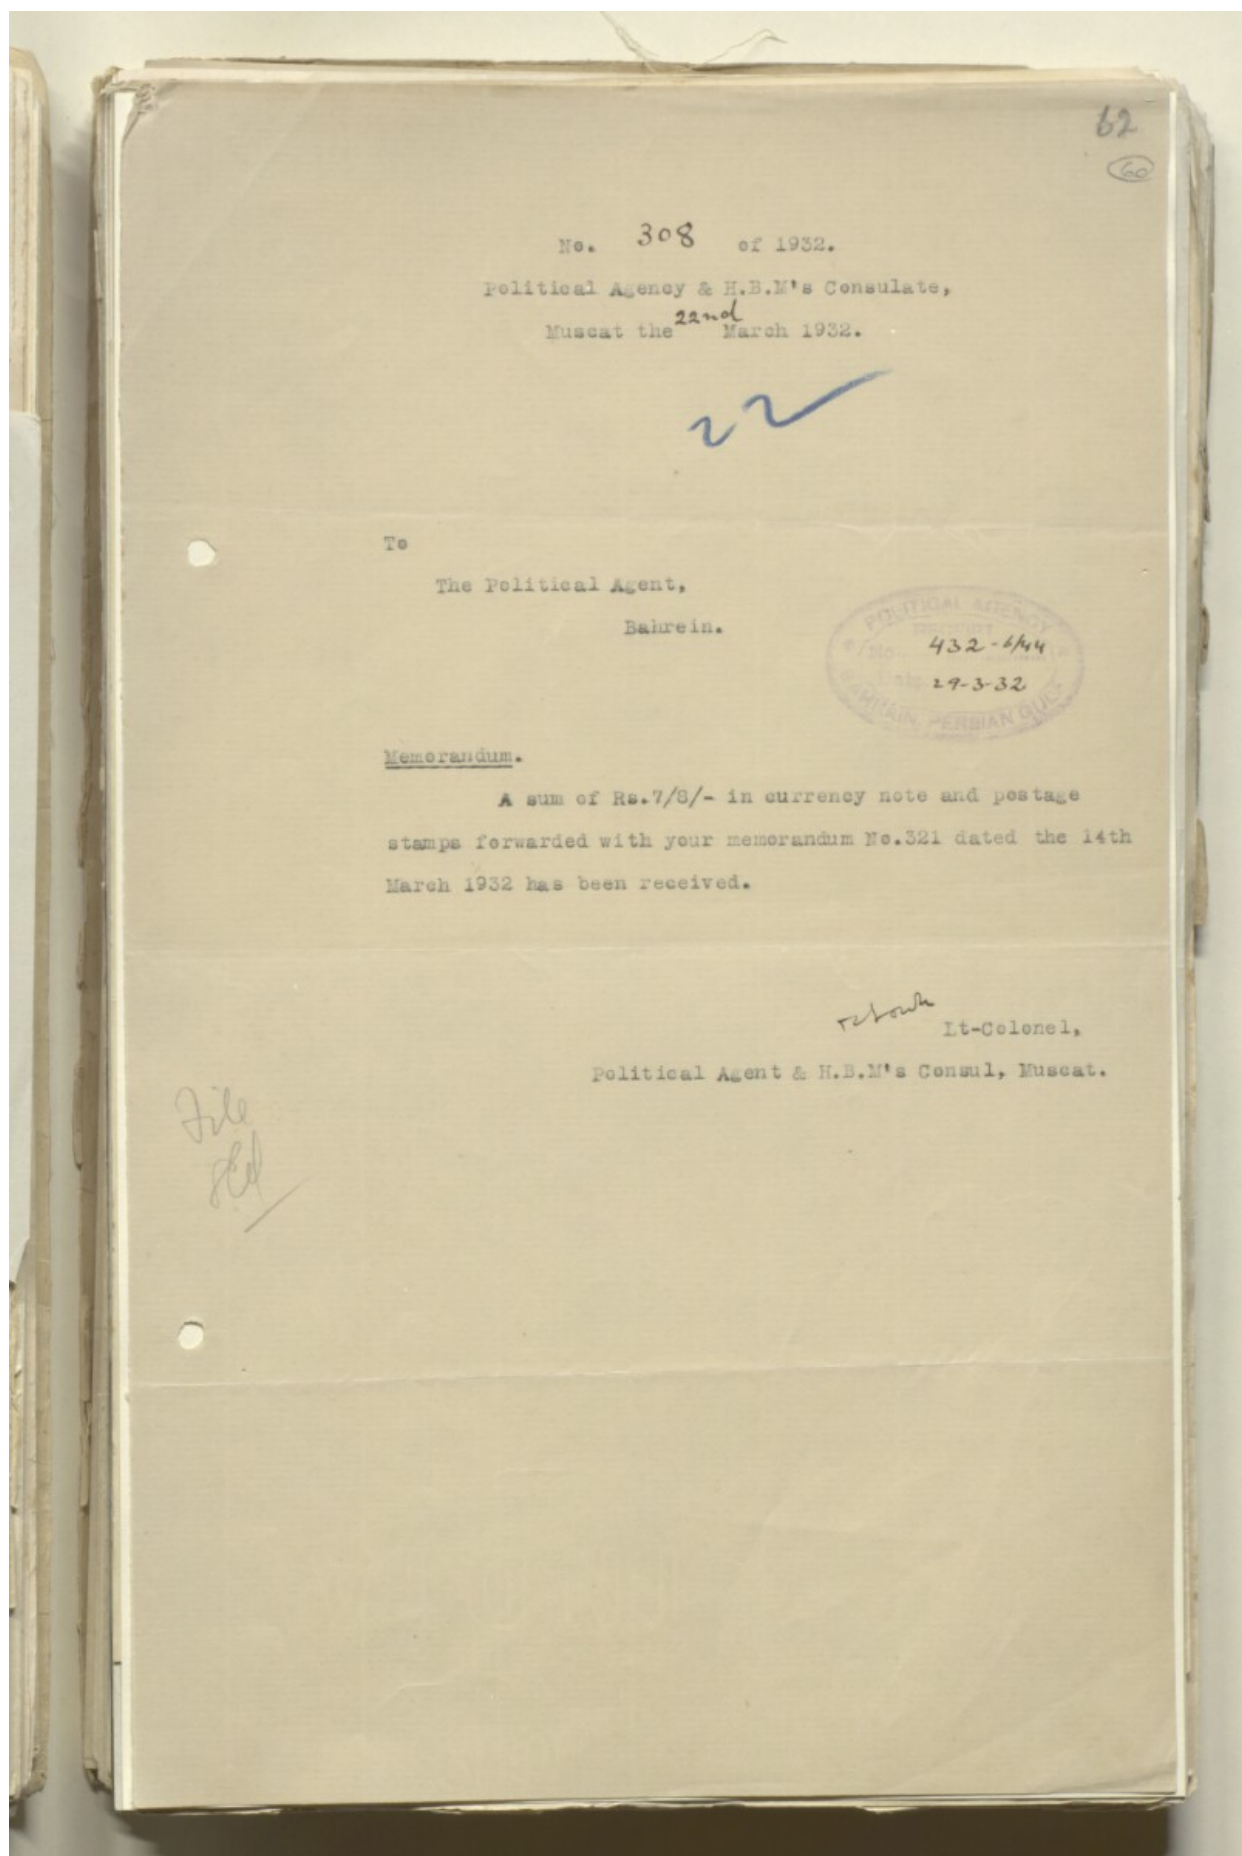 62
60
No. 308 of 1932.
Political Agency & H.B.M's Consulate,
Muscat the 22nd March 1932.
22
To
The Political Agent,
Bahrein.
POLITICAL AGENCY
RECEIPT
No. 432-6/44
Date 29-3-32
BAHRAIN, PERSIAN GULF
Memorandum.
A sum of Rs.7/8/- in currency note and postage
stamps forwarded with your memorandum No.321 dated the 14th
March 1932 has been received.
Lt-Colonel,
Political Agent & H.B.M's Consul, Muscat.
File